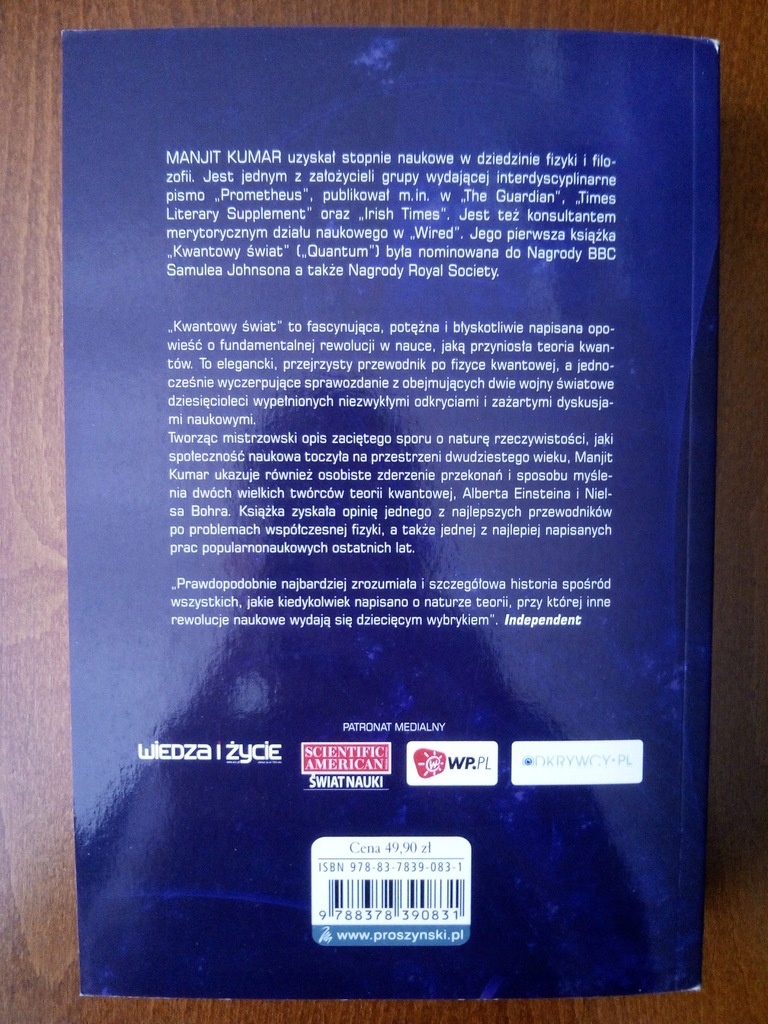 MANJIT KUMAR uzyskał stopnie naukowe w dziedzinie fizyki i filo-
zofii. Jest jednym z założycieli grupy wydającej interdyscyplinarne
pismo „Prometheus”, publikował m.in. w „The Guardian”, „Times
Literary Supplement” oraz „Irish Times”. Jest też konsultantem
merytorycznym działu naukowego w „Wired”. Jego pierwsza książka
„Kwantowy świat” („Quantum”) była nominowana do Nagrody BBC
Samulea Johnsona a także Nagrody Royal Society.
„Kwantowy świat” to fascynująca, potężna i błyskotliwie napisana opo-
wieść o fundamentalnej rewolucji w nauce, jaką przyniosła teoria kwan-
tów. To elegancki, przejrzysty przewodnik po fizyce kwantowej, a jedno-
cześnie wyczerpujące sprawozdanie z obejmujących dwie wojny światowe
dziesięcioleci wypełnionych niezwykłymi odkryciami i zażartymi dyskusja-
mi naukowymi.
Tworząc mistrzowski opis zaciętego sporu o naturę rzeczywistości, jaki
społeczność naukowa toczyła na przestrzeni dwudziestego wieku, Manjit
Kumar ukazuje również osobiste zderzenie przekonań i sposobu myśle-
nia dwóch wielkich twórców teorii kwantowej, Alberta Einsteina i Niel-
sa Bohra. Książka zyskała opinię jednego z najlepszych przewodników
po problemach współczesnej fizyki, a także jednej z najlepiej napisanych
prac popularnonaukowych ostatnich lat.
„Prawdopodobnie najbardziej zrozumiała i szczegółowa historia spośród
wszystkich, jakie kiedykolwiek napisano o naturze teorii, przy której inne
rewolucje naukowe wydają się dziecięcym wybrykiem”. Independent
PATRONAT MEDIALNY
WIEDZA i ŻYCIE
SCIENTIFIC
AMERICAN
ŚWIAT NAUKI
WP.PL
ODKRYWCY.PL
Cena 49,90 zł
ISBN 978-83-7839-083-1
9 788378 390831
www.proszynski.pl